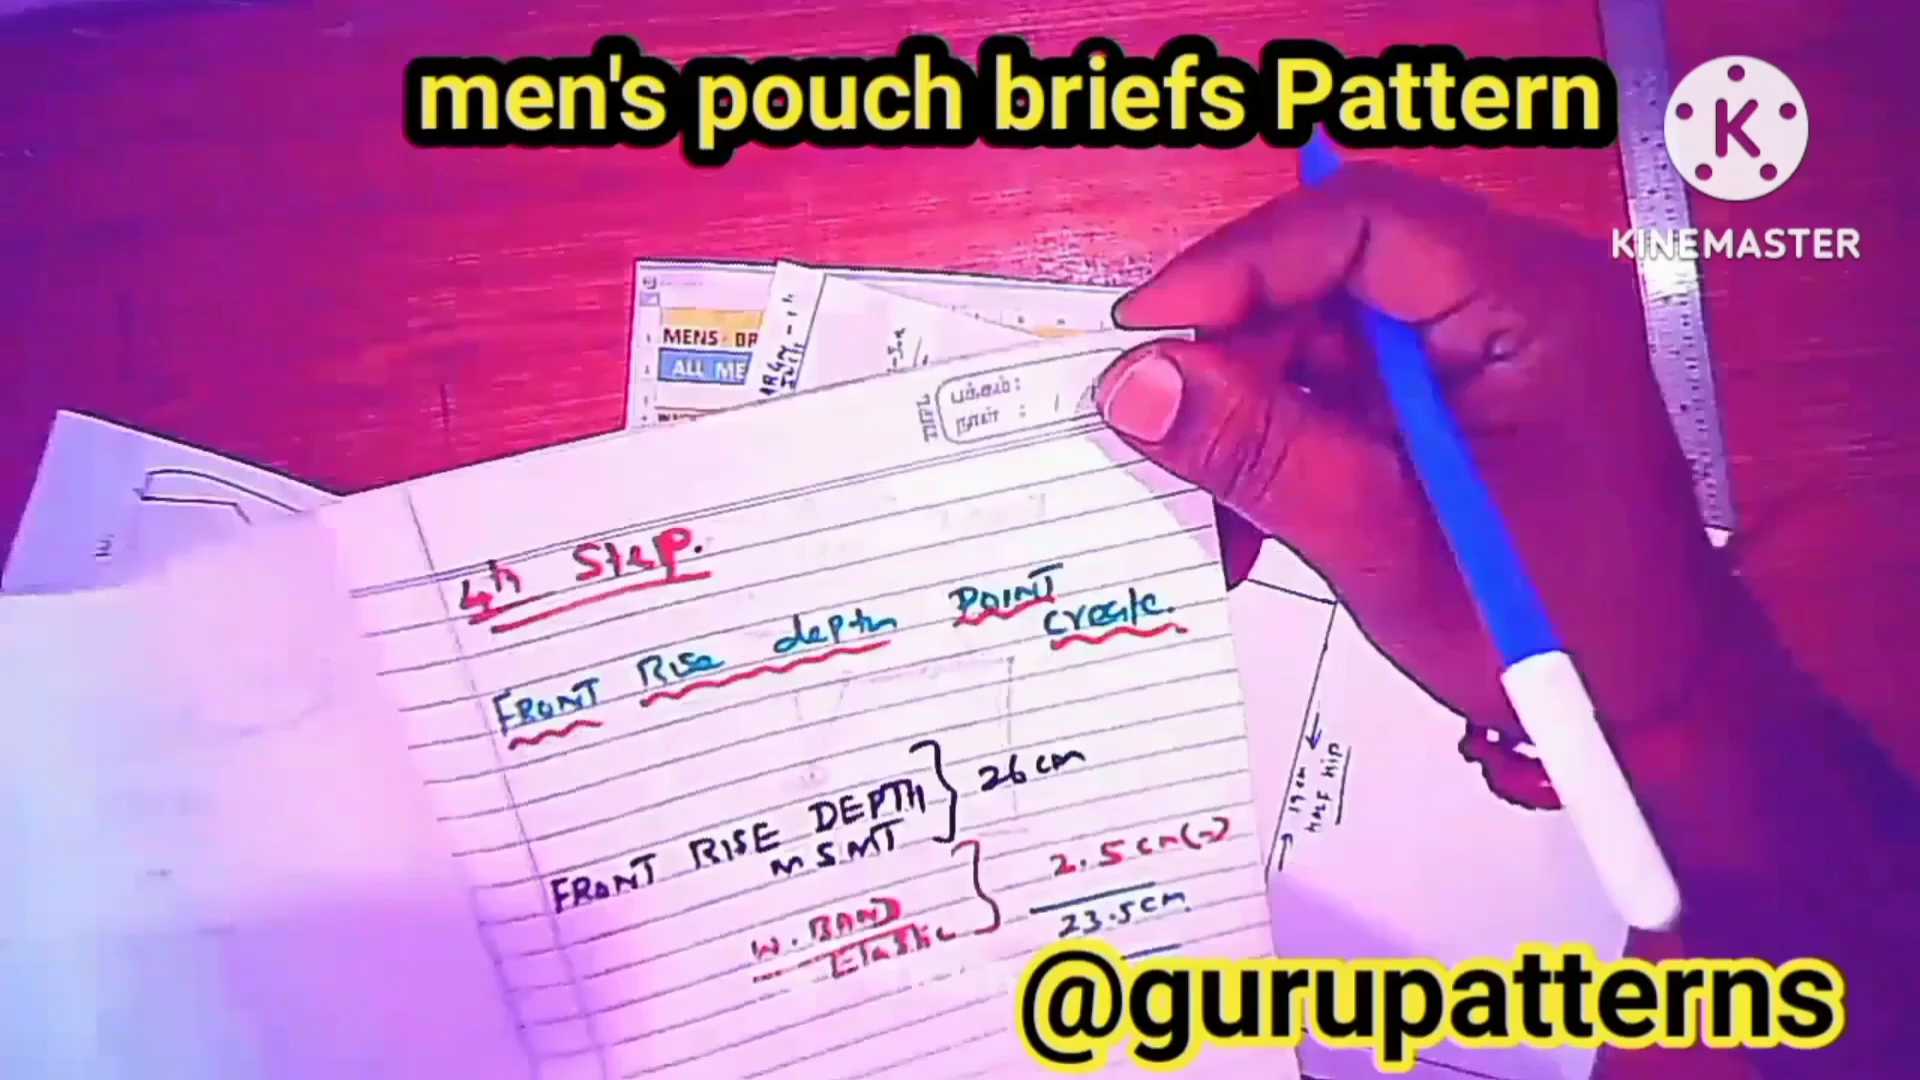 men's pouch briefs Pattern
K
KINEMASTER
MENS
ALL ME
பக்கம் :
நாள் :
4th Step.
FRONT Rise depth POINT
create.
FRONT RISE DEPTH } 26 cm
MSMT
W. BAND } 2.5 cm (-)
Elastic
23.5 cm
19 cm
HALF HIP
@gurupatterns